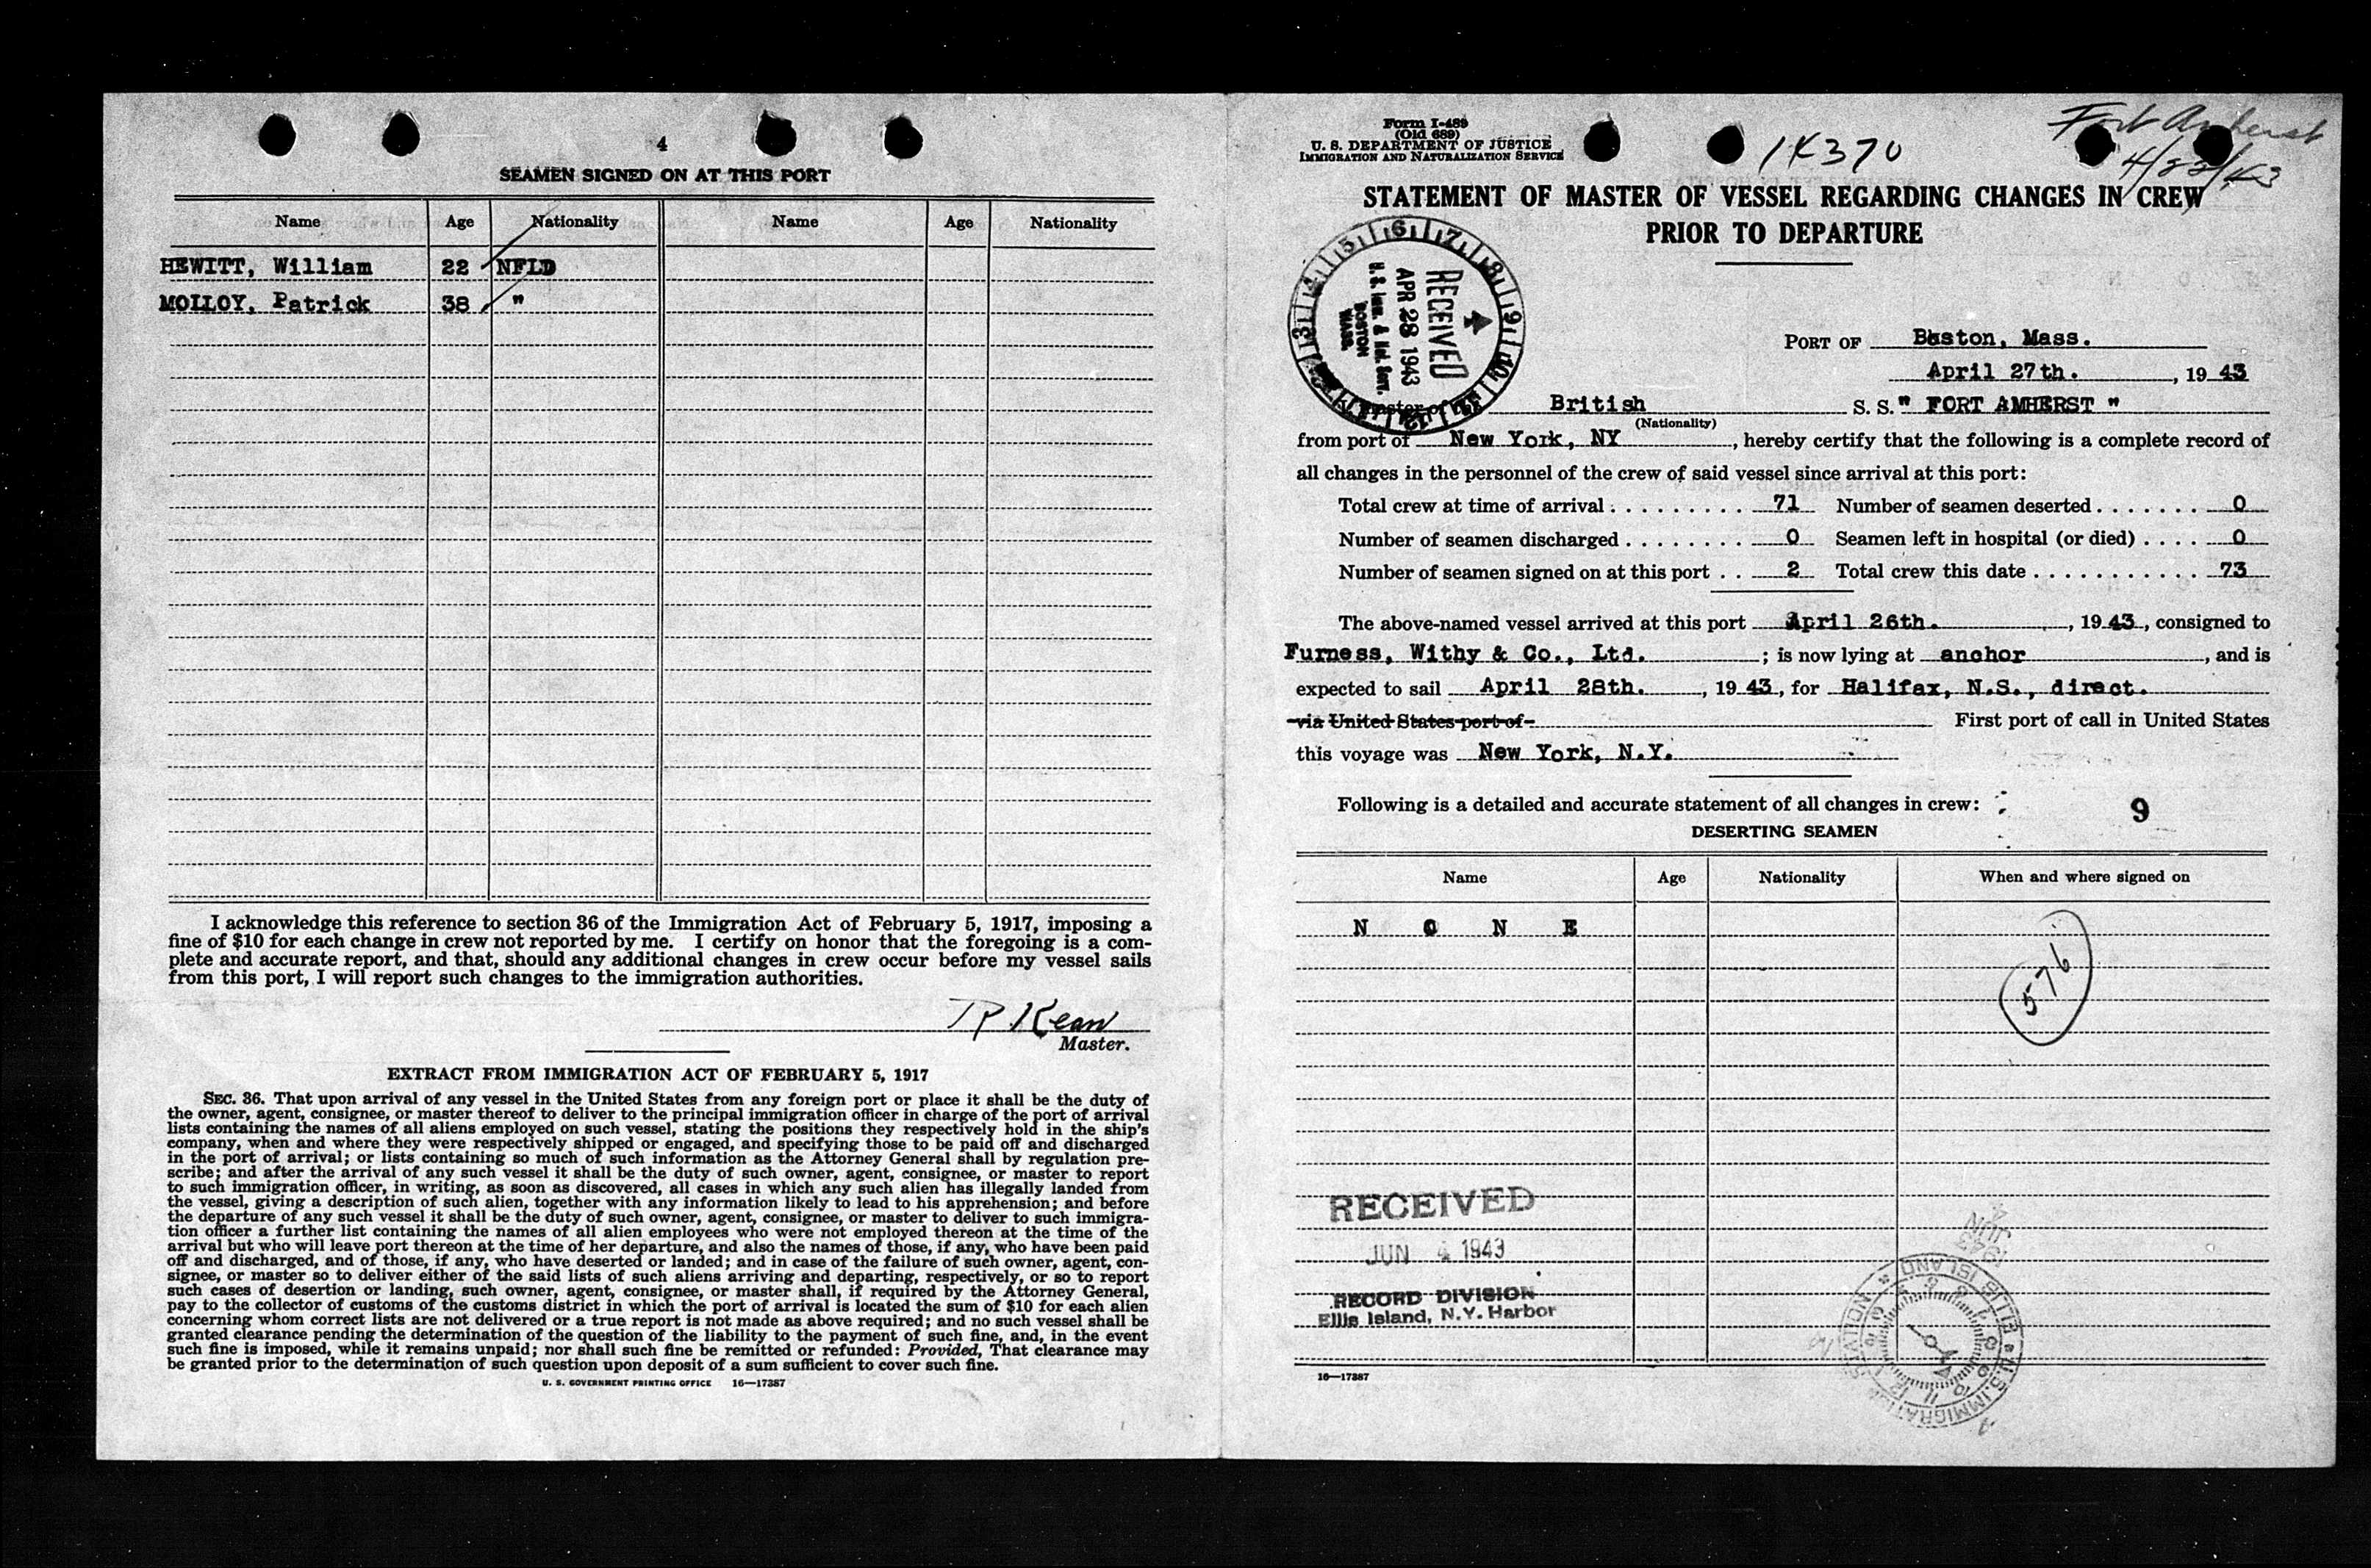 4
SEAMEN SIGNED ON AT THIS PORT
Name Age Nationality Name Age Nationality
HEWITT, William 22 NFLD
MOLLOY, Patrick 38 "
I acknowledge this reference to section 36 of the Immigration Act of February 5, 1917, imposing a
fine of $10 for each change in crew not reported by me. I certify on honor that the foregoing is a com-
plete and accurate report, and that, should any additional changes in crew occur before my vessel sails
from this port, I will report such changes to the immigration authorities.
Kean
Master.
EXTRACT FROM IMMIGRATION ACT OF FEBRUARY 5, 1917
SEC. 36. That upon arrival of any vessel in the United States from any foreign port or place it shall be the duty of
the owner, agent, consignee, or master thereof to deliver to the principal immigration officer in charge of the port of arrival
lists containing the names of all aliens employed on such vessel, stating the positions they respectively hold in the ship's
company, when and where they were respectively shipped or engaged, and specifying those to be paid off and discharged
in the port of arrival; or lists containing so much of such information as the Attorney General shall by regulation pre-
scribe; and after the arrival of any such vessel it shall be the duty of such owner, agent, consignee, or master to report
to such immigration officer, in writing, as soon as discovered, all cases in which any such alien has illegally landed from
the vessel, giving a description of such alien, together with any information likely to lead to his apprehension; and before
the departure of any such vessel it shall be the duty of such owner, agent, consignee, or master to deliver to such immigra-
tion officer a further list containing the names of all alien employees who were not employed thereon at the time of the
arrival but who will leave port thereon at the time of her departure, and also the names of those, if any, who have been paid
off and discharged, and of those, if any, who have deserted or landed; and in case of the failure of such owner, agent, con-
signee, or master so to deliver either of the said lists of such aliens arriving and departing, respectively, or so to report
such cases of desertion or landing, such owner, agent, consignee, or master shall, if required by the Attorney General,
pay to the collector of customs of the customs district in which the port of arrival is located the sum of $10 for each alien
concerning whom correct lists are not delivered or a true report is not made as above required; and no such vessel shall be
granted clearance pending the determination of the question of the liability to the payment of such fine, and, in the event
such fine is imposed, while it remains unpaid; nor shall such fine be remitted or refunded: Provided, That clearance may
be granted prior to the determination of such question upon deposit of a sum sufficient to cover such fine.
U. S. GOVERNMENT PRINTING OFFICE 16—17387
Form I-489
(Old 689)
U. S. DEPARTMENT OF JUSTICE
IMMIGRATION AND NATURALIZATION SERVICE
14370
Fort Amherst
STATEMENT OF MASTER OF VESSEL REGARDING CHANGES IN CREW
PRIOR TO DEPARTURE
RECEIVED
APR 28 1943
U. S. Imm. & Nat. Serv.
BOSTON
MASS.
PORT OF Boston, Mass.
April 27th. , 19 43
master of the British S. S. " FORT AMHERST "
(Nationality)
from port of New York, NY , hereby certify that the following is a complete record of
all changes in the personnel of the crew of said vessel since arrival at this port:
Total crew at time of arrival . . . . . . . . . 71 Number of seamen deserted . . . . . . . 0
Number of seamen discharged . . . . . . . . 0 Seamen left in hospital (or died) . . . . 0
Number of seamen signed on at this port . . 2 Total crew this date . . . . . . . . . . . 73
The above-named vessel arrived at this port April 26th. , 19 43 , consigned to
Furness, Withy & Co., Ltd. ; is now lying at anchor , and is
expected to sail April 28th. , 19 43 , for Halifax, N.S., direct.
via United States port of First port of call in United States
this voyage was New York, N.Y.
Following is a detailed and accurate statement of all changes in crew:
9
DESERTING SEAMEN
Name Age Nationality When and where signed on
N O N E
576
RECEIVED
JUN 4 1943
RECORD DIVISION
Ellis Island, N.Y. Harbor
JUN 4
1943
U.S. IMMIGRATION STATION ELLIS ISLAND
16—17387